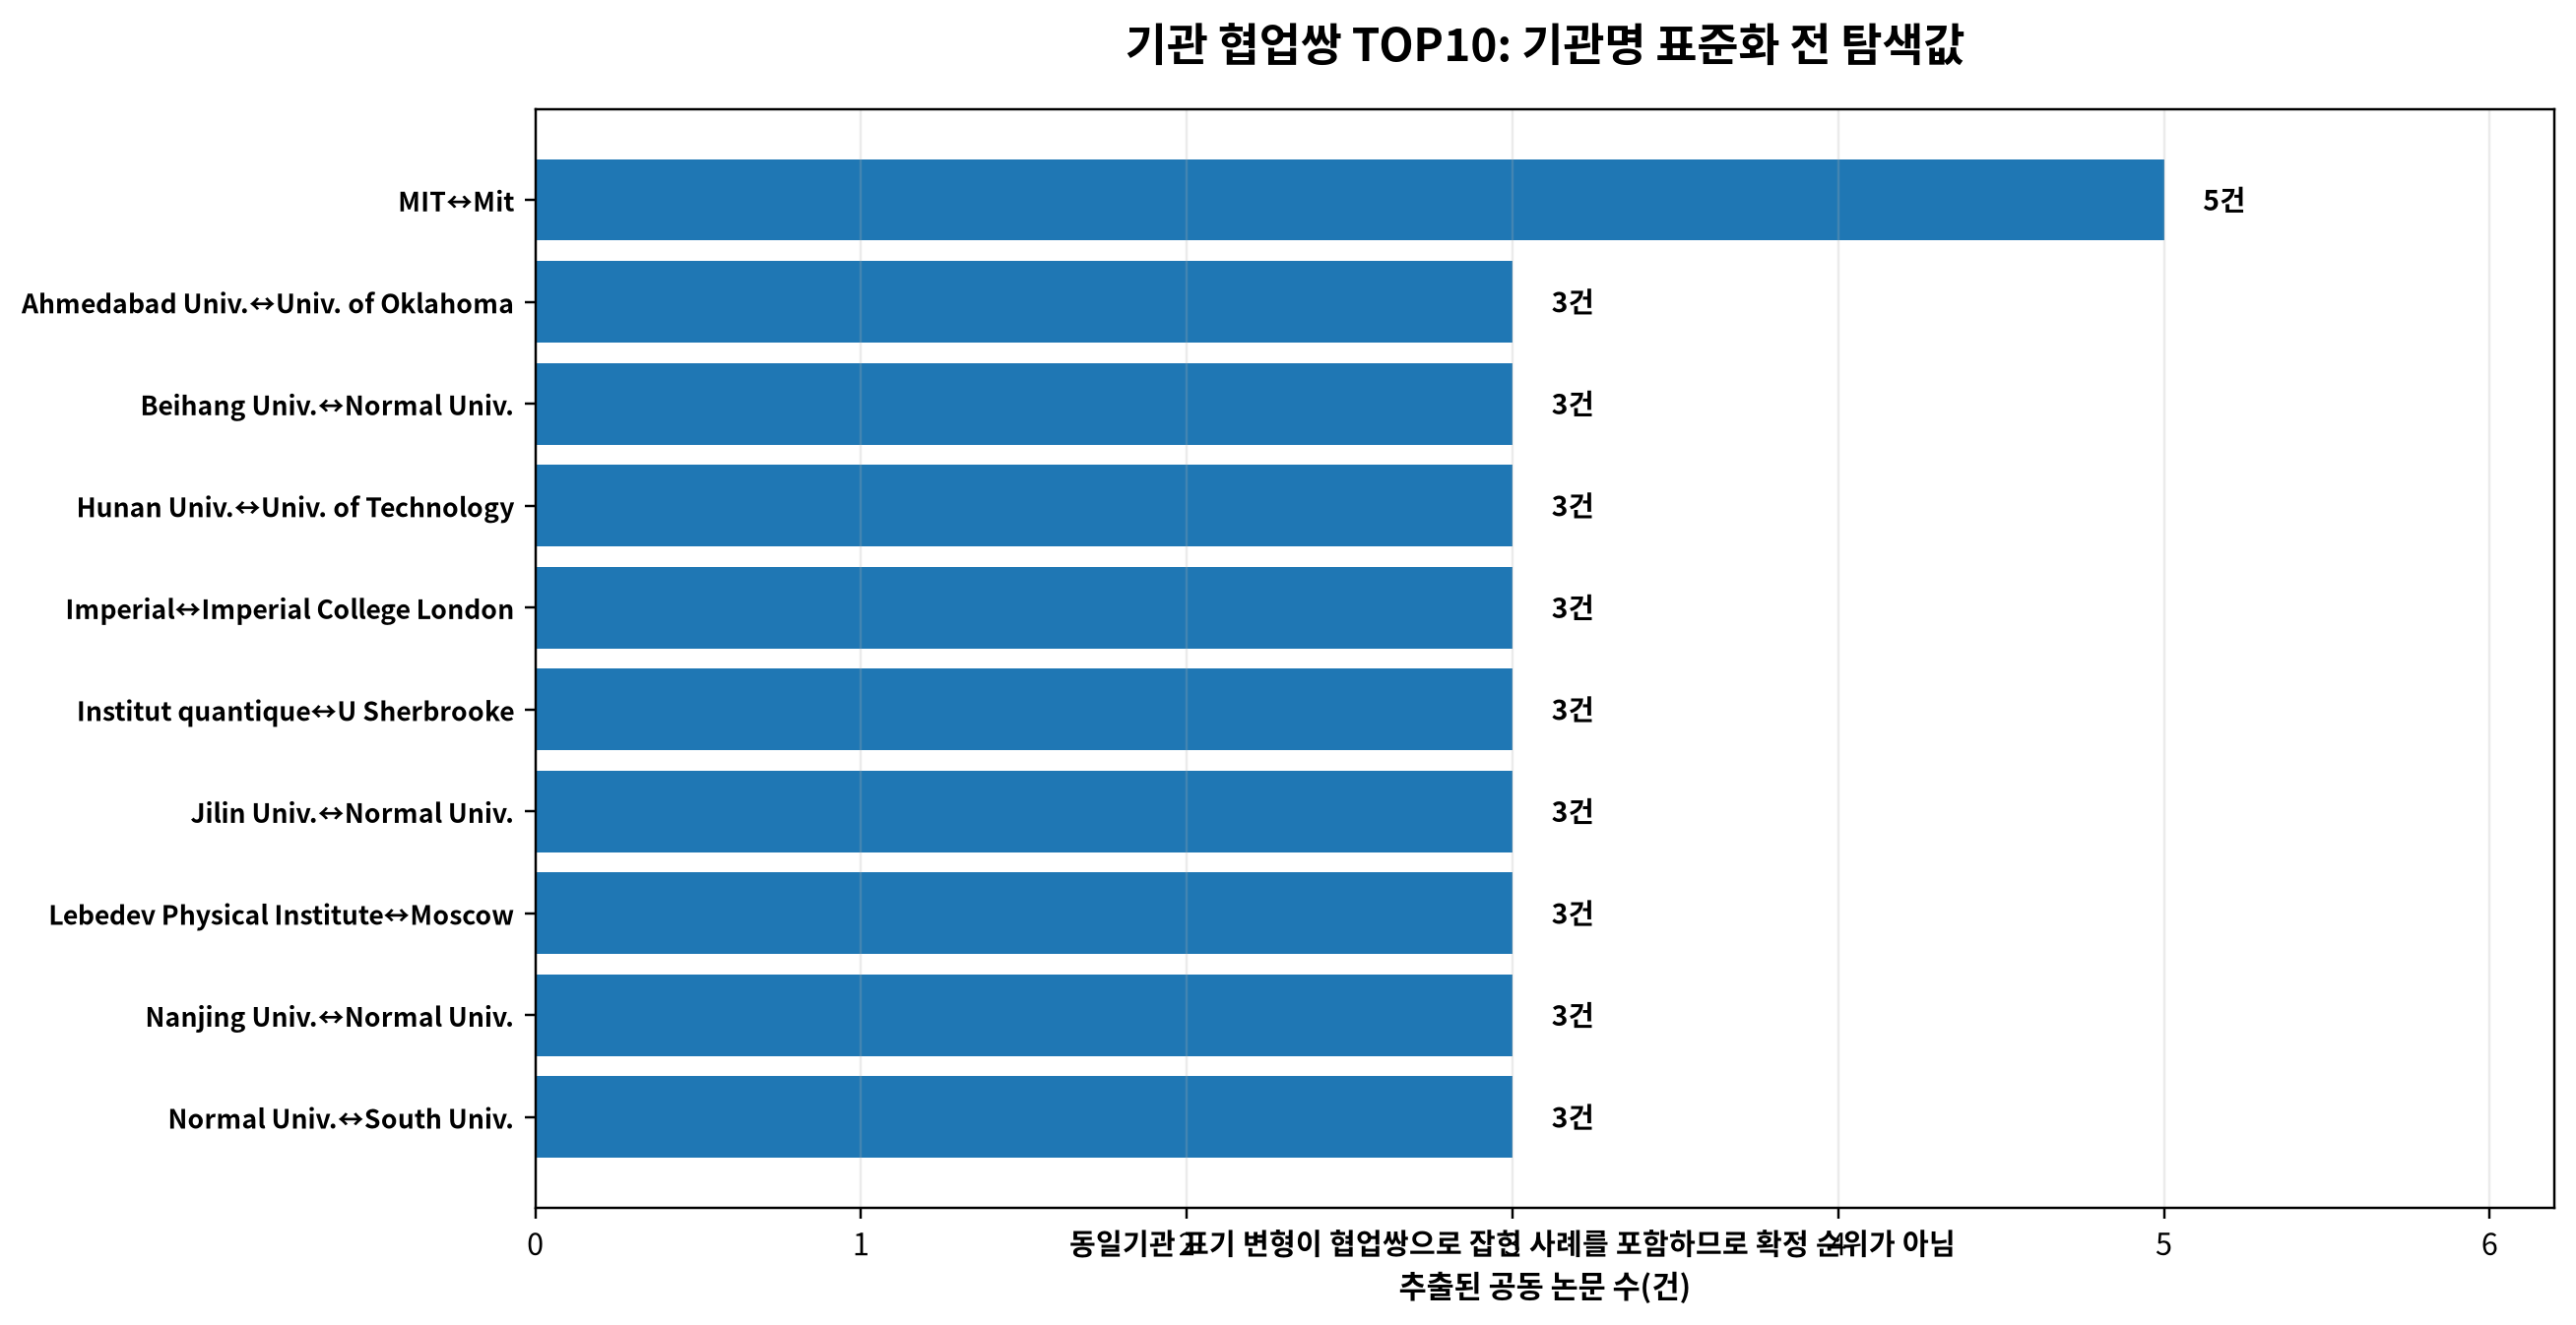 기관 협업쌍 TOP10: 기관명 표준화 전 탐색값
MIT↔Mit
5건
Ahmedabad Univ.↔Univ. of Oklahoma
3건
Beihang Univ.↔Normal Univ.
3건
Hunan Univ.↔Univ. of Technology
3건
Imperial↔Imperial College London
3건
Institut quantique↔U Sherbrooke
3건
Jilin Univ.↔Normal Univ.
3건
Lebedev Physical Institute↔Moscow
3건
Nanjing Univ.↔Normal Univ.
3건
Normal Univ.↔South Univ.
3건
0 1 2 3 4 5 6
동일기관 표기 변형이 협업쌍으로 잡힌 사례를 포함하므로 확정 순위가 아님
추출된 공동 논문 수(건)